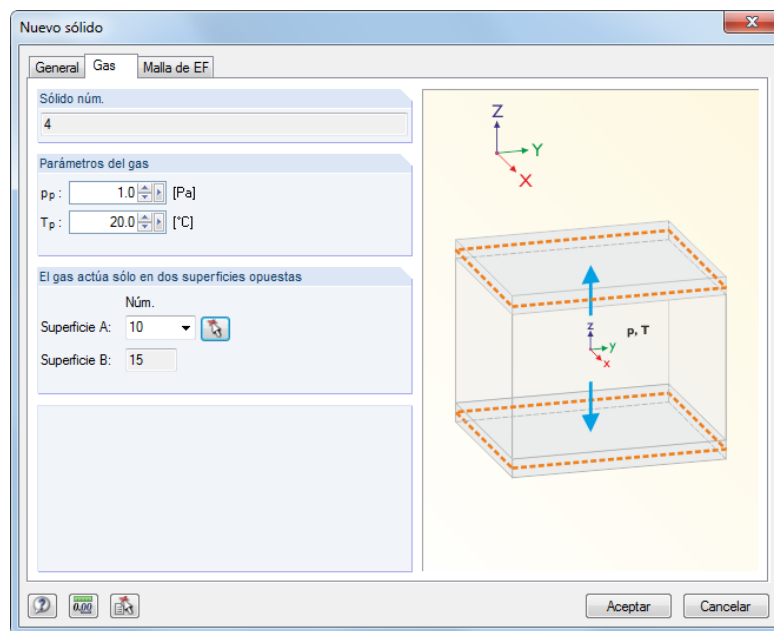 Nuevo sólido
General Gas Malla de EF
Sólido núm.
4
Parámetros del gas
pP : 1.0 [Pa]
TP : 20.0 [°C]
El gas actúa sólo en dos superficies opuestas
Núm.
Superficie A: 10
Superficie B: 15
Z
Y
X
z
p, T
y
x
0.00
Aceptar Cancelar